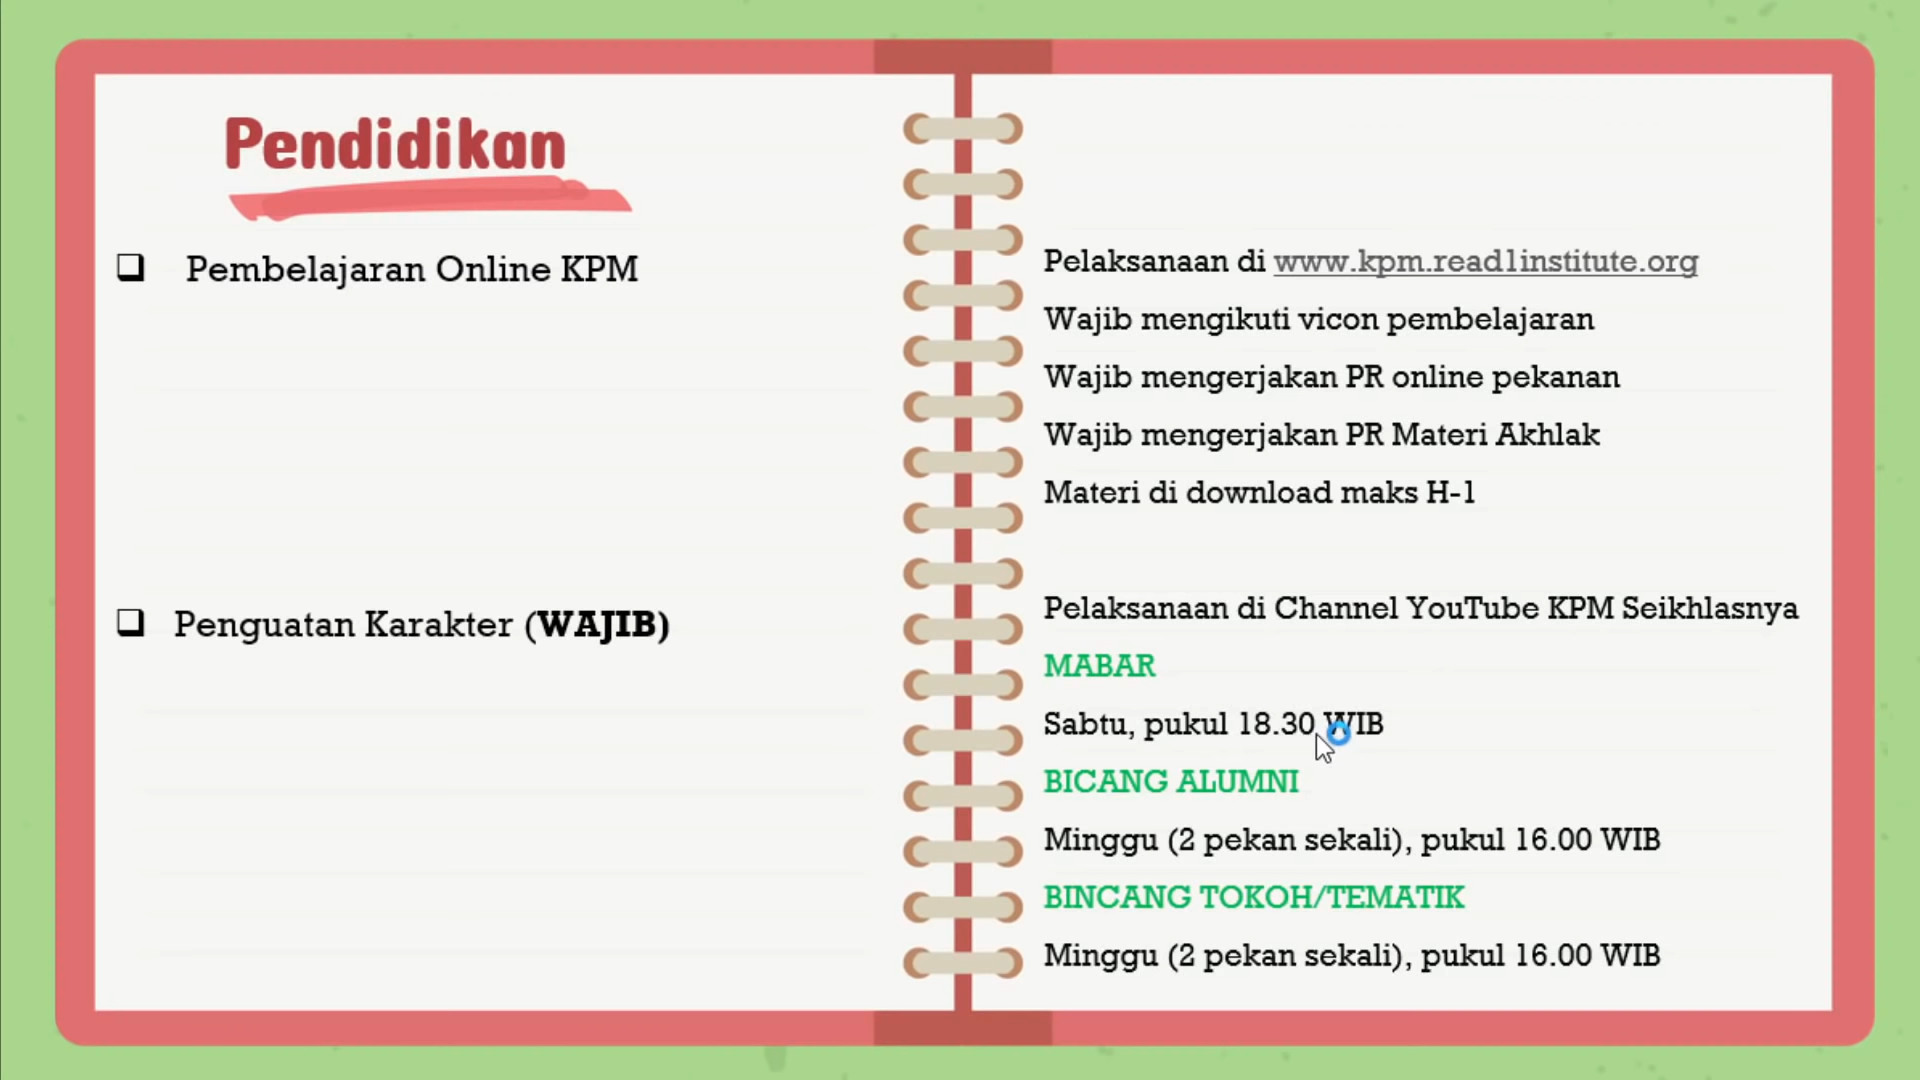 Pendidikan
Pembelajaran Online KPM
Penguatan Karakter (WAJIB)
Pelaksanaan di www.kpm.read1institute.org
Wajib mengikuti vicon pembelajaran
Wajib mengerjakan PR online pekanan
Wajib mengerjakan PR Materi Akhlak
Materi di download maks H-1
Pelaksanaan di Channel YouTube KPM Seikhlasnya
MABAR
Sabtu, pukul 18.30 WIB
BICANG ALUMNI
Minggu (2 pekan sekali), pukul 16.00 WIB
BINCANG TOKOH/TEMATIK
Minggu (2 pekan sekali), pukul 16.00 WIB